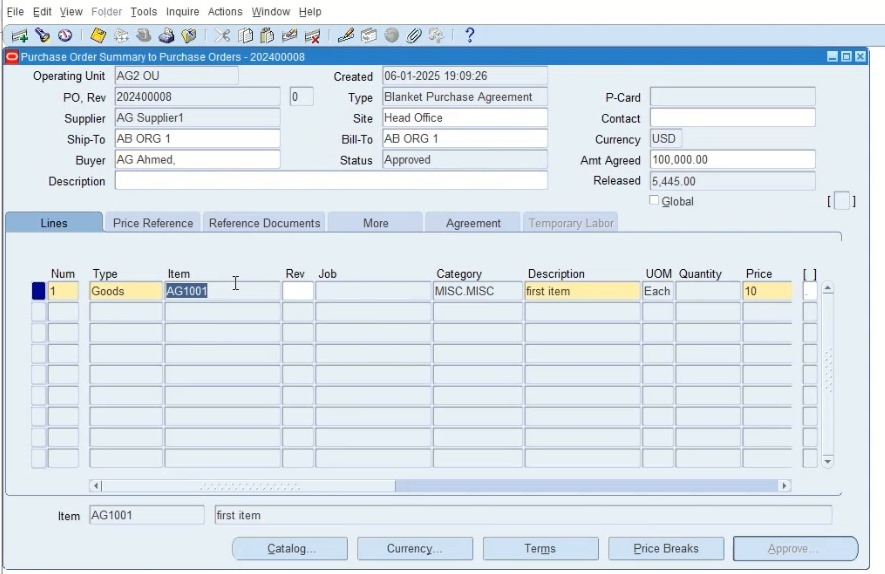 File Edit View Folder Tools Inquire Actions Window Help
?
Purchase Order Summary to Purchase Orders - 202400008
Operating Unit AG2 OU Created 06-01-2025 19:09:26
PO, Rev 202400008 0 Type Blanket Purchase Agreement P-Card
Supplier AG Supplier1 Site Head Office Contact
Ship-To AB ORG 1 Bill-To AB ORG 1 Currency USD
Buyer AG Ahmed, Status Approved Amt Agreed 100,000.00
Description Released 5,445.00
Global [ ]
Lines Price Reference Reference Documents More Agreement Temporary Labor
Num Type Item Rev Job Category Description UOM Quantity Price [ ]
1 Goods AG1001 MISC.MISC first item Each 10 .
Item AG1001 first item
Catalog... Currency... Terms Price Breaks Approve...